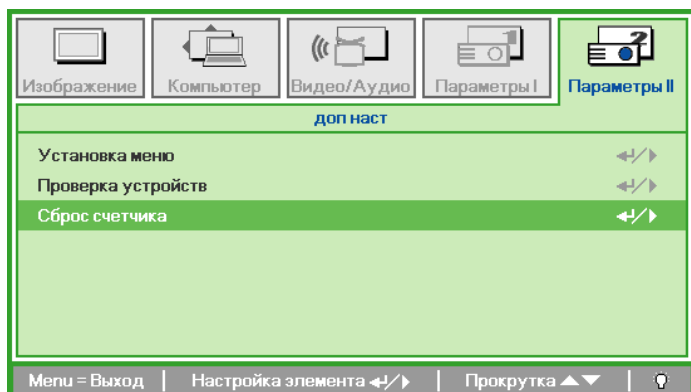 Изображение Компьютер Видео/Аудио Параметры I Параметры II
доп наст
Установка меню
Проверка устройств
Сброс счетчика
Menu = Выход | Настройка элемента ↵/▶ | Прокрутка ▲▼